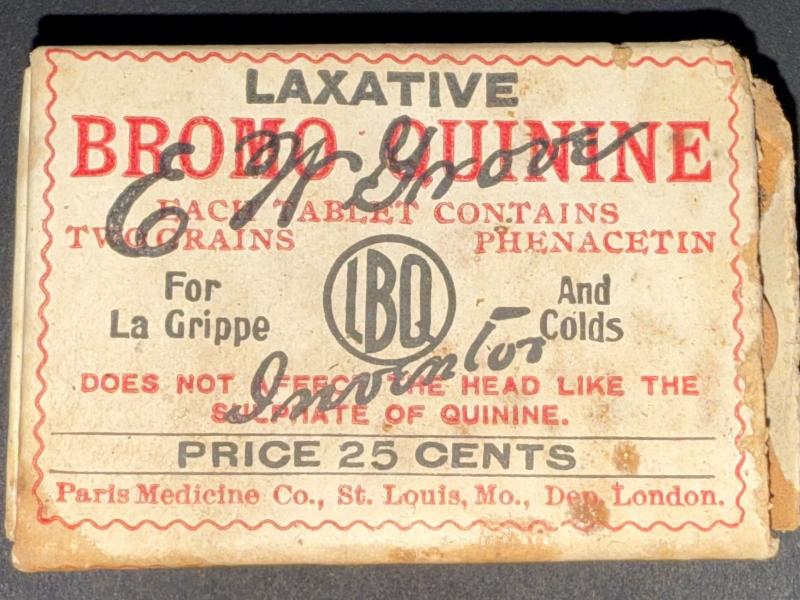 LAXATIVE
BROMO QUININE
E W Grove
EACH TABLET CONTAINS
TWO GRAINS PHENACETIN
For La Grippe
LBQ
And Colds
Inventor
DOES NOT AFFECT THE HEAD LIKE THE
SULPHATE OF QUININE.
PRICE 25 CENTS
Paris Medicine Co., St. Louis, Mo., Dep. London.